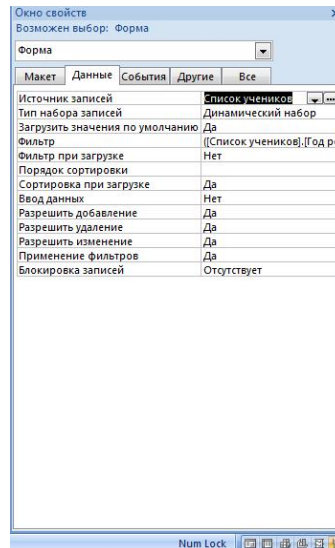 Окно свойств
Возможен выбор: Форма
Форма
Макет Данные События Другие Все
Источник записей Список учеников
Тип набора записей Динамический набор
Загрузить значения по умолчанию Да
Фильтр ([Список учеников].[Год ро
Фильтр при загрузке Нет
Порядок сортировки
Сортировка при загрузке Да
Ввод данных Нет
Разрешить добавление Да
Разрешить удаление Да
Разрешить изменение Да
Применение фильтров Да
Блокировка записей Отсутствует
Num Lock